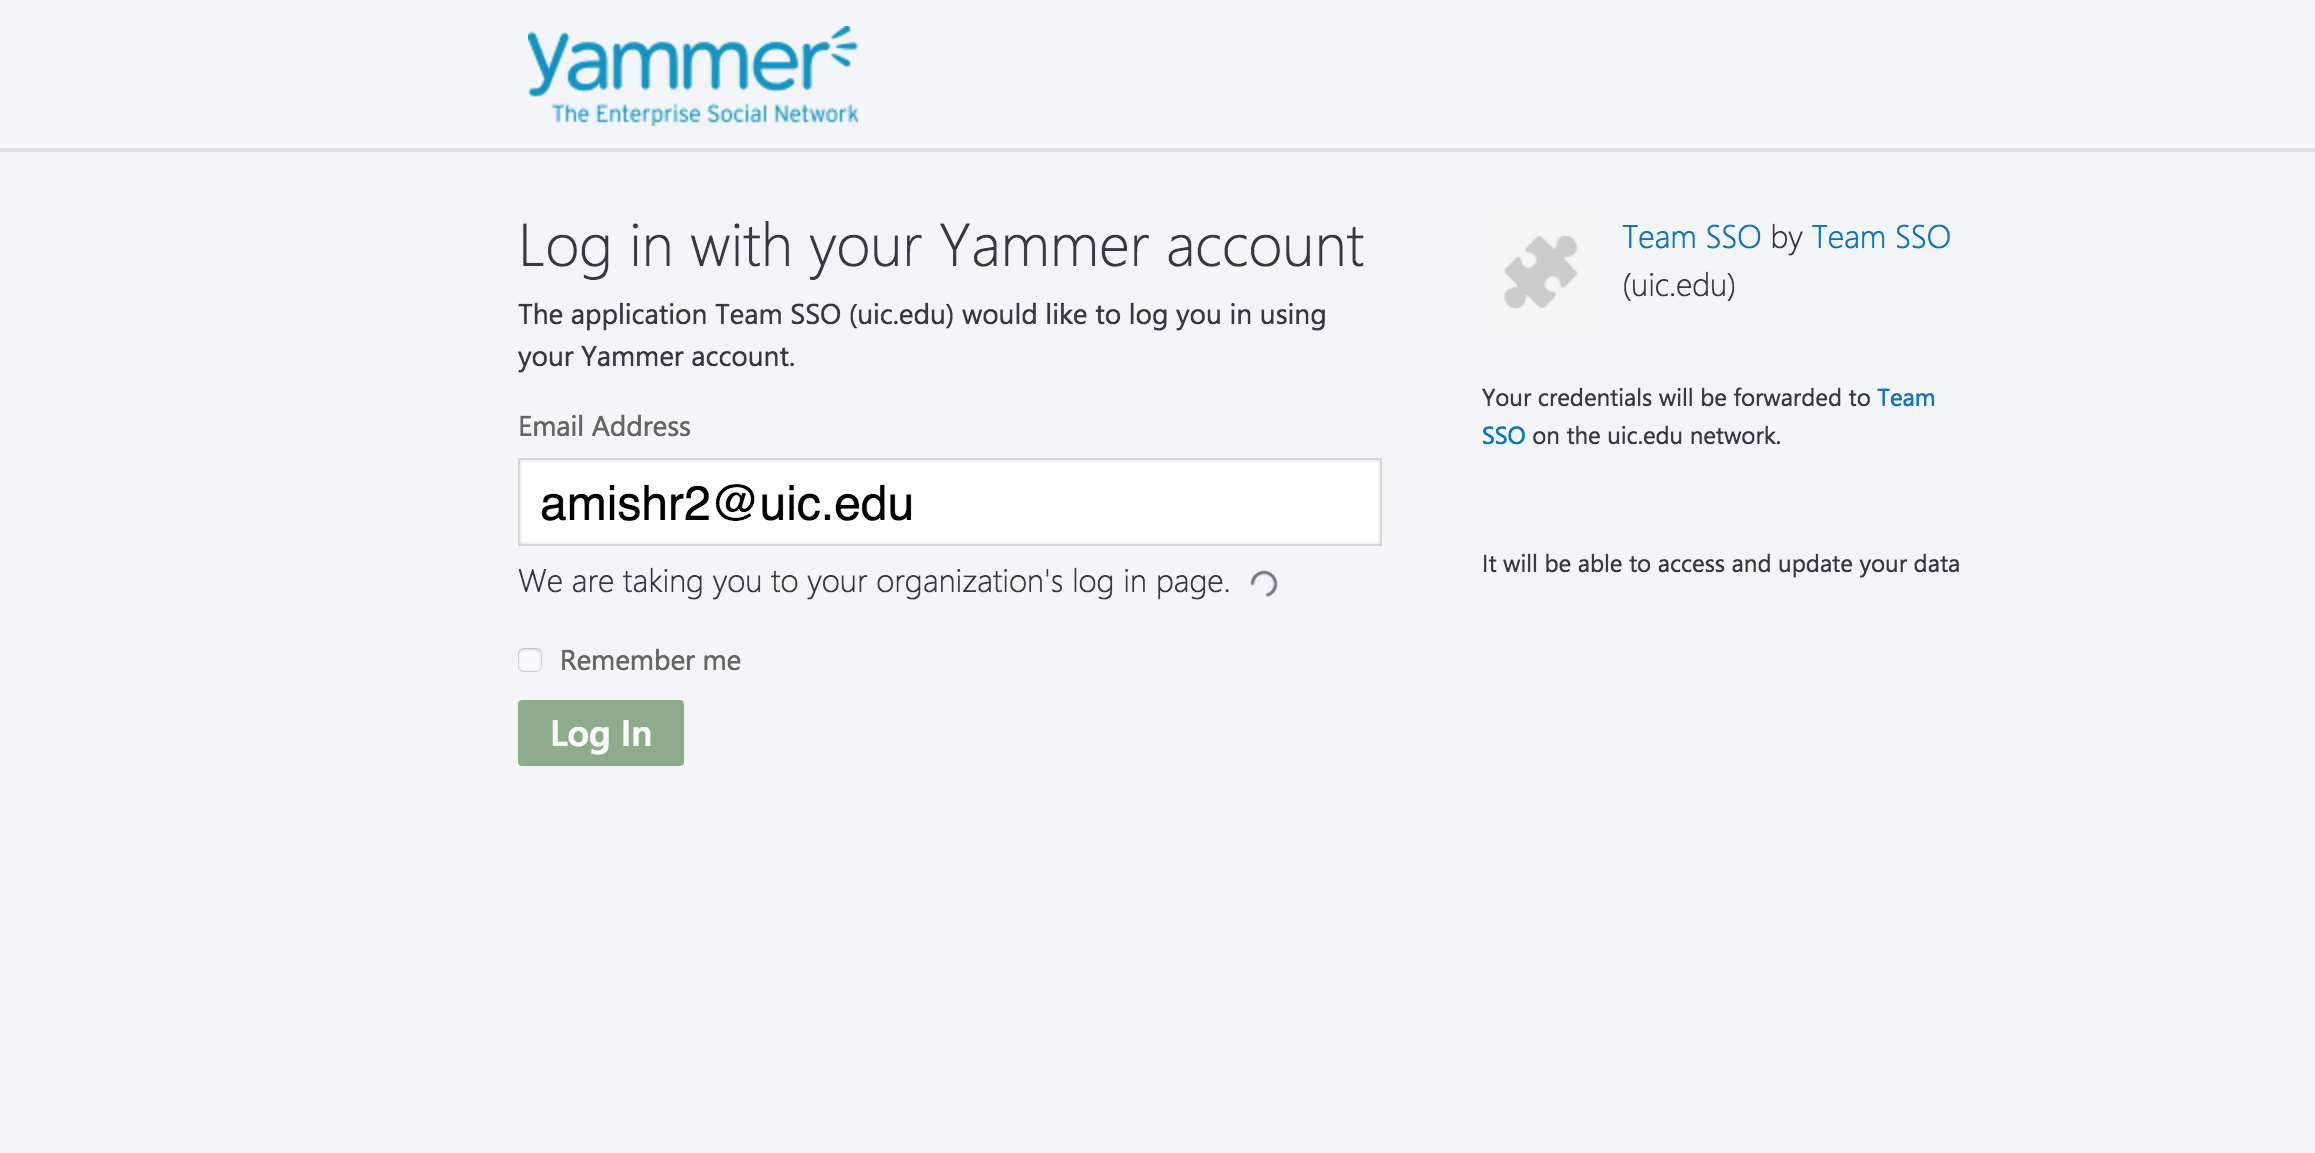 yammer
The Enterprise Social Network
Log in with your Yammer account
The application Team SSO (uic.edu) would like to log you in using
your Yammer account.
Email Address
amishr2@uic.edu
We are taking you to your organization's log in page.
Remember me
Log In
Team SSO by Team SSO
(uic.edu)
Your credentials will be forwarded to Team
SSO on the uic.edu network.
It will be able to access and update your data